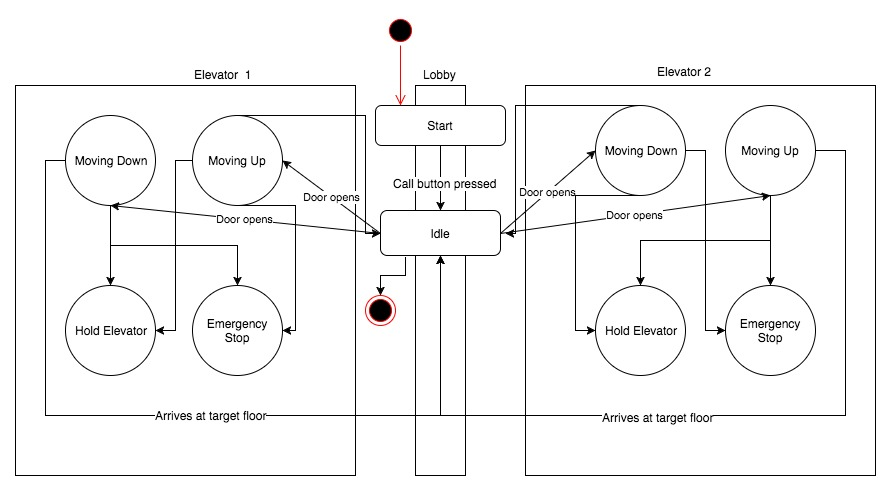 Elevator 1
Lobby
Elevator 2
Start
Moving Down
Moving Up
Call button pressed
Moving Down
Moving Up
Door opens
Door opens
Door opens
Door opens
Idle
Hold Elevator
Emergency
Stop
Hold Elevator
Emergency
Stop
Arrives at target floor
Arrives at target floor